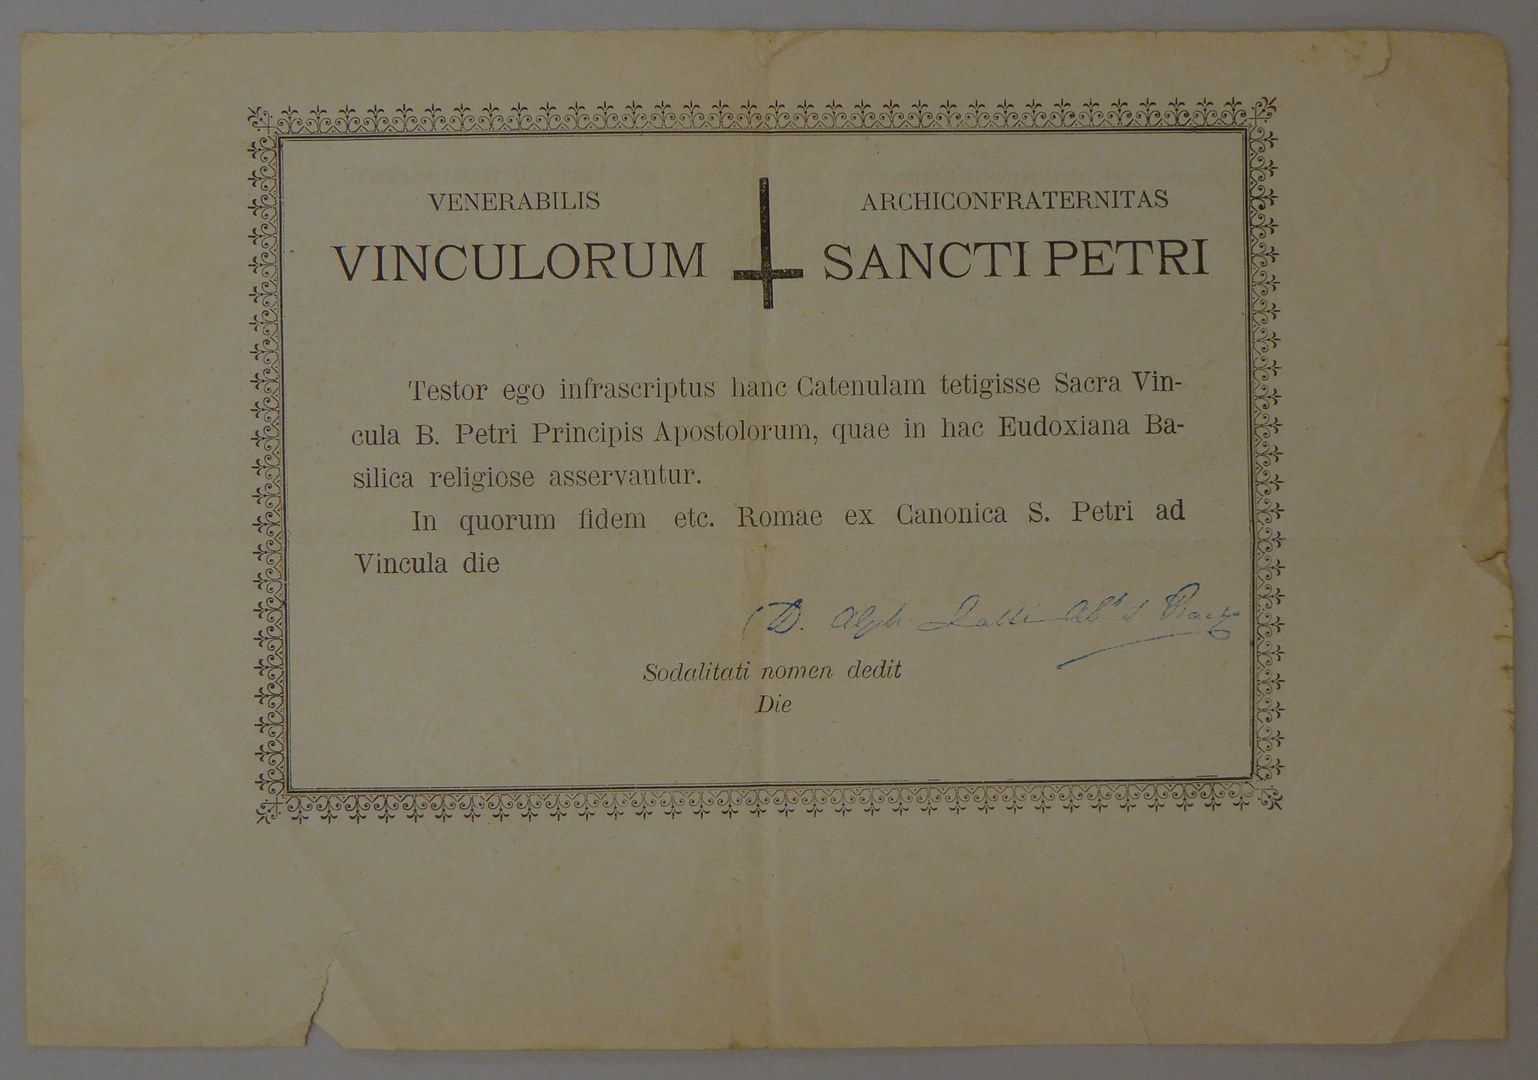 VENERABILIS ARCHICONFRATERNITAS
VINCULORUM SANCTI PETRI
Testor ego infrascriptus hanc Catenulam tetigisse Sacra Vin-
cula B. Petri Principis Apostolorum, quae in hac Eudoxiana Ba-
silica religiose asservantur.
In quorum fidem etc. Romae ex Canonica S. Petri ad
Vincula die
D. Alph.
Sodalitati nomen dedit
Die